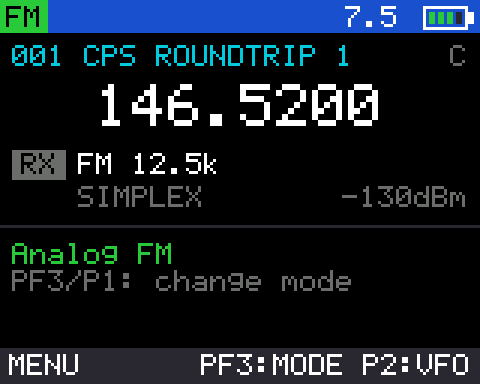 FM 7.5
001 CPS ROUNDTRIP 1 C
146.5200
RX FM 12.5k
SIMPLEX -130dBm
Analog FM
PF3/P1: change mode
MENU PF3:MODE P2:VFO